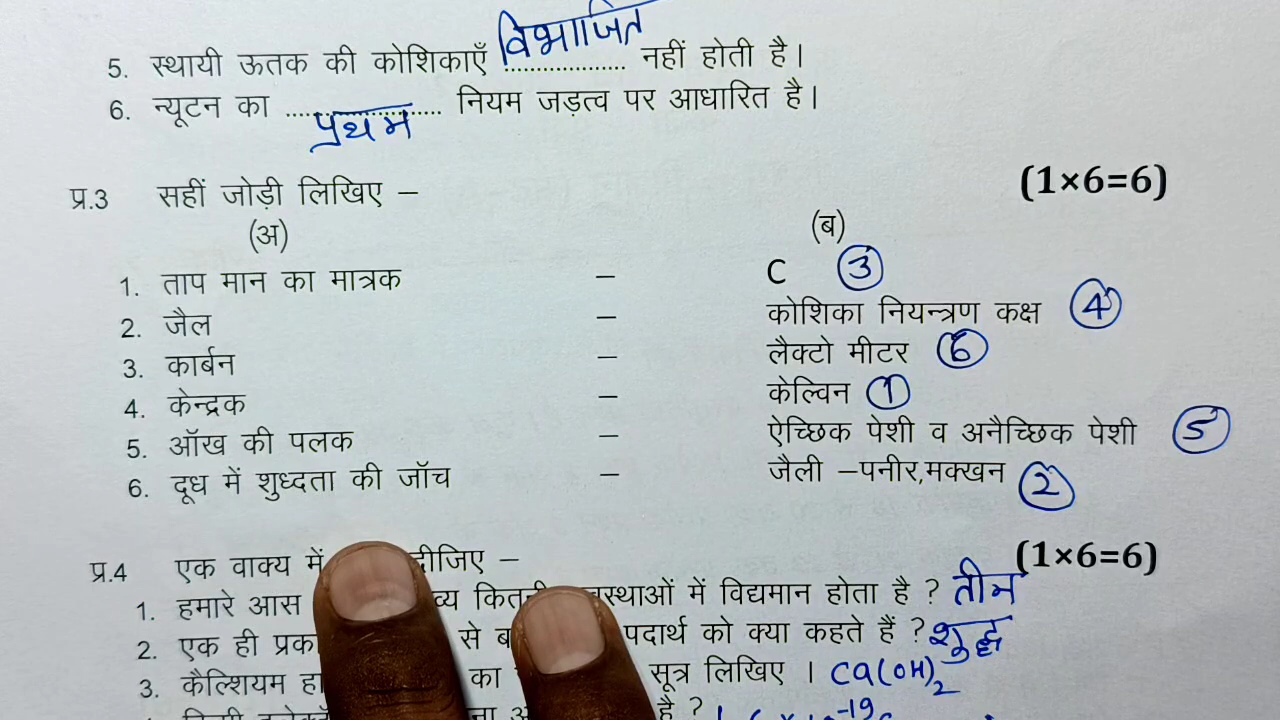 5. स्थायी ऊतक की कोशिकाएँ विभाजित नहीं होती है।
6. न्यूटन का प्रथम नियम जड़त्व पर आधारित है।
प्र.3 सहीं जोड़ी लिखिए – (1×6=6)
(अ) (ब)
1. ताप मान का मात्रक – C 3
2. जैल – कोशिका नियन्त्रण कक्ष 4
3. कार्बन – लैक्टो मीटर 6
4. केन्द्रक – केल्विन 1
5. ऑख की पलक – ऐच्छिक पेशी व अनैच्छिक पेशी 5
6. दूध में शुध्दता की जॉच – जैली –पनीर,मक्खन 2
प्र.4 एक वाक्य में दीजिए – (1×6=6)
1. हमारे आस में विद्यमान होता है ? तीन
2. एक ही से पदार्थ को क्या कहते हैं ? शुद्ध
3. कैल्शियम का सूत्र लिखिए । Ca(OH)2
है ?